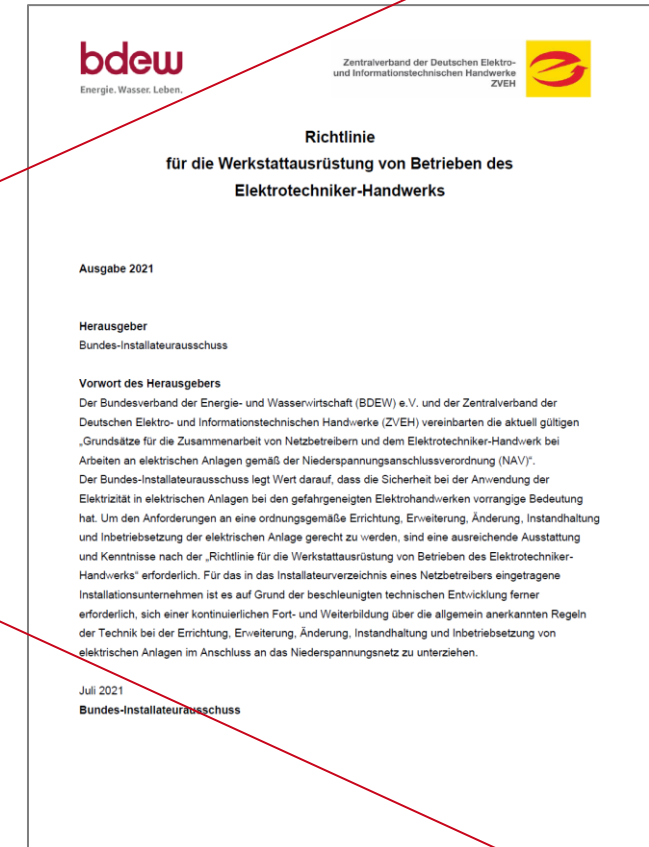 bdew
Energie. Wasser. Leben.
Zentralverband der Deutschen Elektro-
und Informationstechnischen Handwerke
ZVEH
Richtlinie
für die Werkstattausrüstung von Betrieben des
Elektrotechniker-Handwerks
Ausgabe 2021
Herausgeber
Bundes-Installateurausschuss
Vorwort des Herausgebers
Der Bundesverband der Energie- und Wasserwirtschaft (BDEW) e.V. und der Zentralverband der
Deutschen Elektro- und Informationstechnischen Handwerke (ZVEH) vereinbarten die aktuell gültigen
„Grundsätze für die Zusammenarbeit von Netzbetreibern und dem Elektrotechniker-Handwerk bei
Arbeiten an elektrischen Anlagen gemäß der Niederspannungsanschlussverordnung (NAV)“.
Der Bundes-Installateurausschuss legt Wert darauf, dass die Sicherheit bei der Anwendung der
Elektrizität in elektrischen Anlagen bei den gefahrgeneigten Elektrohandwerken vorrangige Bedeutung
hat. Um den Anforderungen an eine ordnungsgemäße Errichtung, Erweiterung, Änderung, Instandhaltung
und Inbetriebsetzung der elektrischen Anlage gerecht zu werden, sind eine ausreichende Ausstattung
und Kenntnisse nach der „Richtlinie für die Werkstattausrüstung von Betrieben des Elektrotechniker-
Handwerks“ erforderlich. Für das in das Installateurverzeichnis eines Netzbetreibers eingetragene
Installationsunternehmen ist es auf Grund der beschleunigten technischen Entwicklung ferner
erforderlich, sich einer kontinuierlichen Fort- und Weiterbildung über die allgemein anerkannten Regeln
der Technik bei der Errichtung, Erweiterung, Änderung, Instandhaltung und Inbetriebsetzung von
elektrischen Anlagen im Anschluss an das Niederspannungsnetz zu unterziehen.
Juli 2021
Bundes-Installateurausschuss